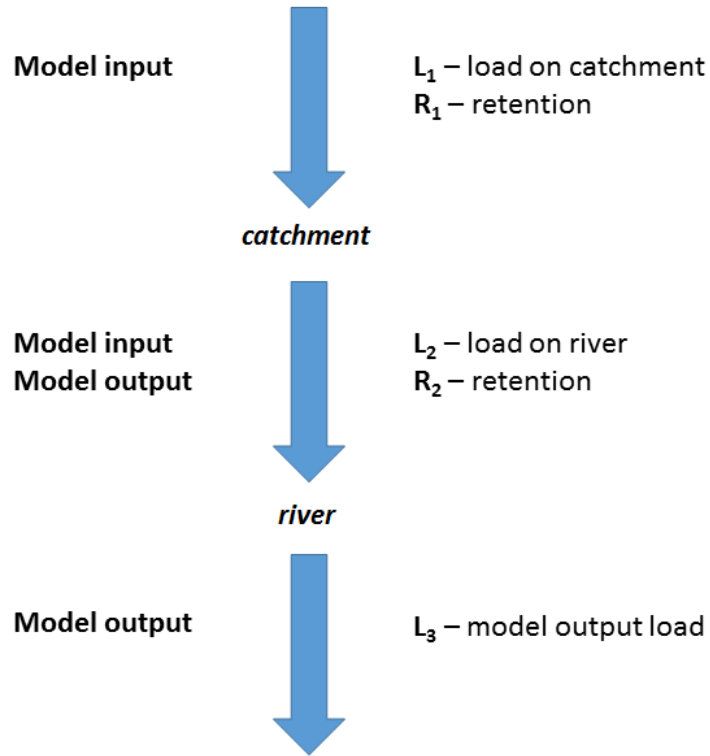 Model input
L₁ – load on catchment
R₁ – retention
catchment
Model input
L₂ – load on river
Model output
R₂ – retention
river
Model output
L₃ – model output load